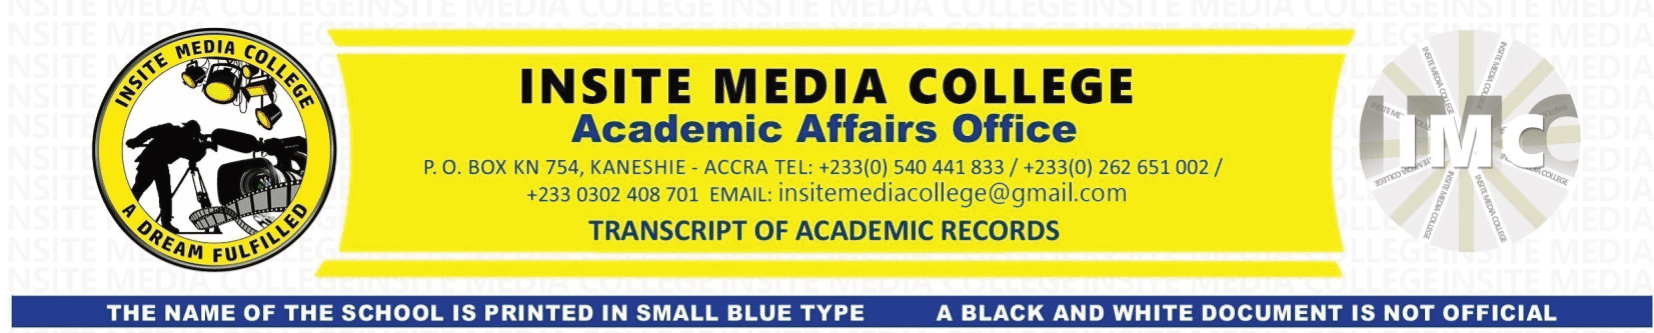 INSITE MEDIA COLLEGE
A DREAM FULFILLED
INSITE MEDIA COLLEGE
Academic Affairs Office
P. O. BOX KN 754, KANESHIE - ACCRA TEL: +233(0) 540 441 833 / +233(0) 262 651 002 /
+233 0302 408 701 EMAIL: insitemediacollege@gmail.com
TRANSCRIPT OF ACADEMIC RECORDS
IMC
THE NAME OF THE SCHOOL IS PRINTED IN SMALL BLUE TYPE A BLACK AND WHITE DOCUMENT IS NOT OFFICIAL